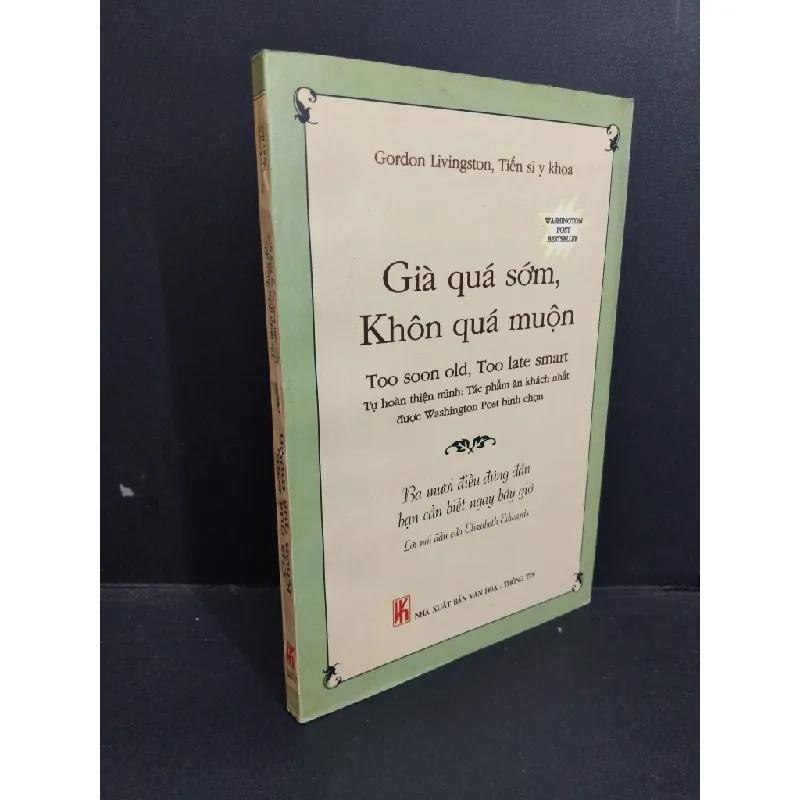 Gordon Livingston, Tiến sĩ y khoa
WASHINGTON
POST
BESTSELLER
Già quá sớm,
Khôn quá muộn
Too soon old, Too late smart
Tự hoàn thiện mình: Tác phẩm ăn khách nhất
được Washington Post bình chọn
Ba mươi điều đúng đắn
bạn cần biết ngay bây giờ
Lời nói đầu của Elizabeth Edwards
NHÀ XUẤT BẢN VĂN HÓA - THÔNG TIN